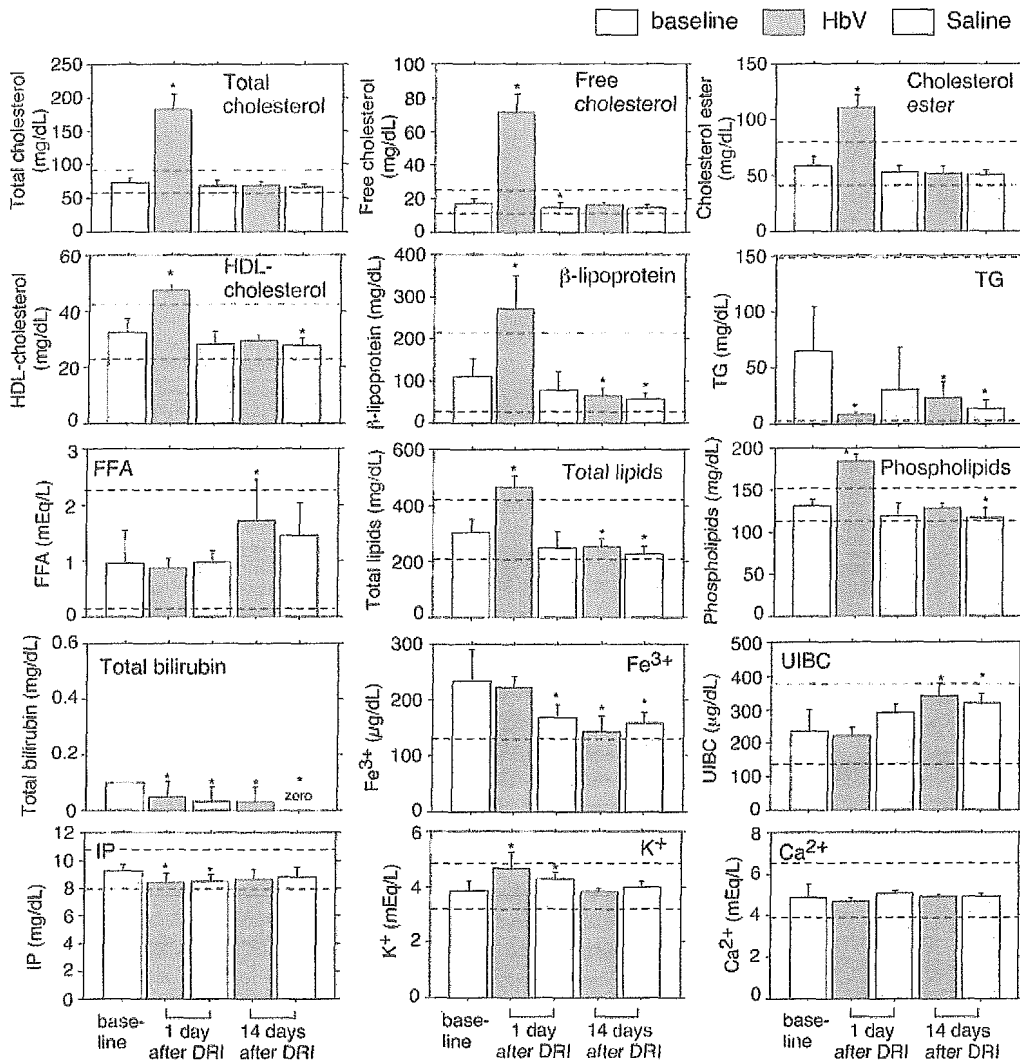 baseline HbV Saline
Total cholesterol
(mg/dL)
250
200
150
100
50
0
Total
cholesterol
*
Free cholesterol
(mg/dL)
100
80
60
40
20
0
Free
cholesterol
*
*
Cholesterol ester
(mg/dL)
150
100
50
0
Cholesterol
ester
*
HDL-cholesterol
(mg/dL)
60
40
20
0
HDL-
cholesterol
*
*
β-lipoprotein (mg/dL)
400
300
200
100
0
β-lipoprotein
*
*
*
TG
(mg/dL)
150
100
50
0
TG
*
*
*
FFA
(mEq/L)
3
2
1
0
FFA
*
Total lipids (mg/dL)
600
400
200
0
Total lipids
*
*
*
Phospholipids (mg/dL)
200
150
100
50
0
Phospholipids
*
*
Total bilirubin (mg/dL)
0.6
0.4
0.2
0
Total bilirubin
*
*
*
*
zero
Fe3+ (μg/dL)
300
200
100
0
Fe3+
*
*
*
UIBC
(μg/dL)
500
400
300
200
100
0
UIBC
*
*
IP (mg/dL)
12
10
8
6
4
2
0
IP
*
*
K+ (mEq/L)
6
4
2
0
K+
*
*
Ca2+ (mEq/L)
8
6
4
2
0
Ca2+
base-
line
1 day
after DRI
14 days
after DRI
base-
line
1 day
after DRI
14 days
after DRI
base-
line
1 day
after DRI
14 days
after DRI